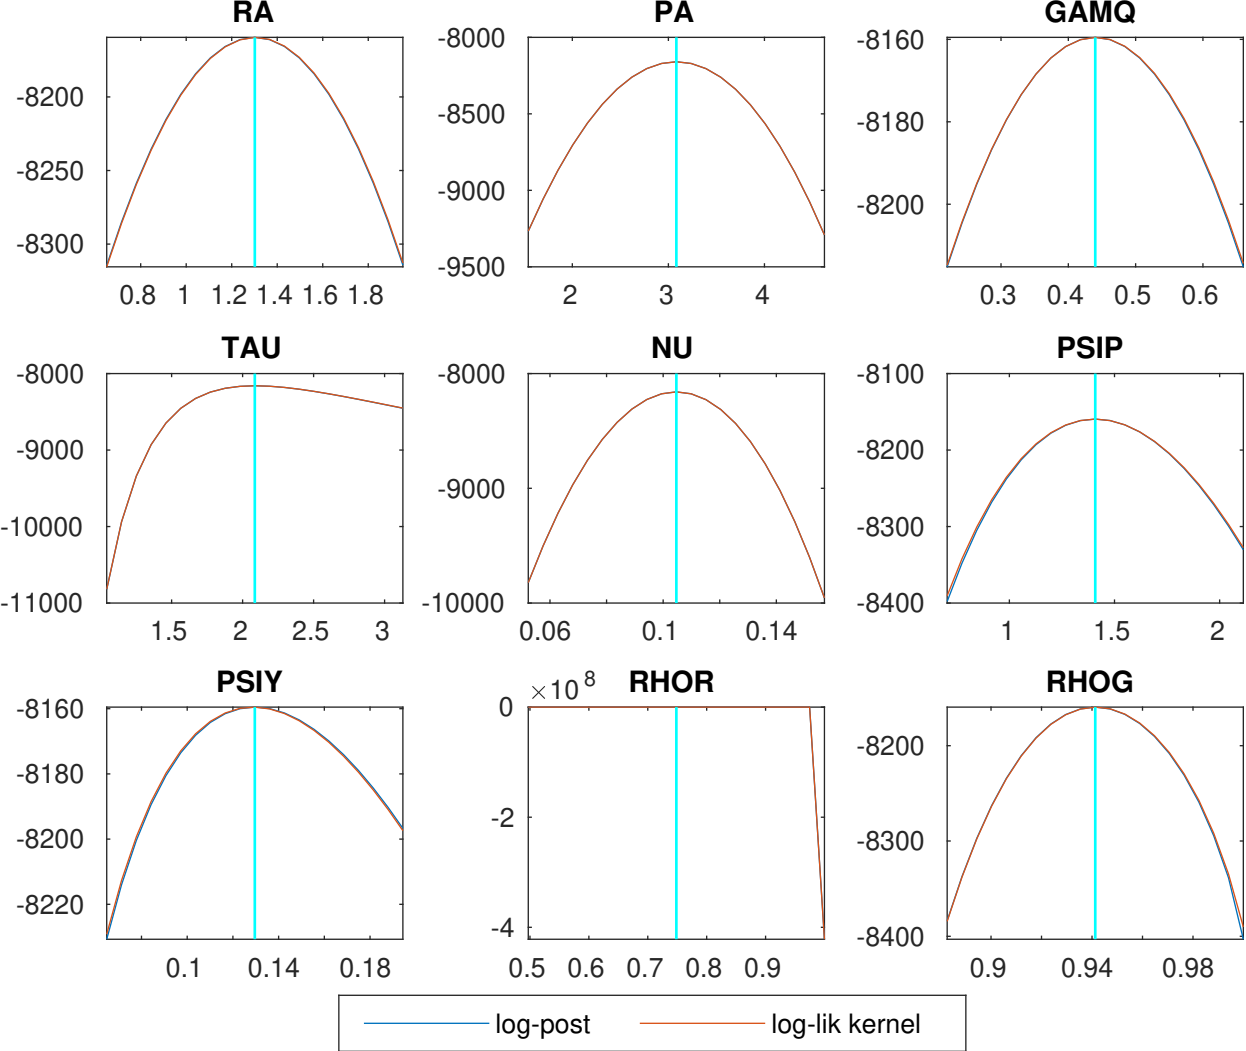 RA PA GAMQ
-8200
-8250
-8300
0.8 1 1.2 1.4 1.6 1.8
-8000
-8500
-9000
-9500
2 3 4
-8160
-8180
-8200
0.3 0.4 0.5 0.6
TAU NU PSIP
-8000
-9000
-10000
-11000
1.5 2 2.5 3
-8000
-9000
-10000
0.06 0.1 0.14
-8100
-8200
-8300
-8400
1 1.5 2
PSIY RHOR RHOG
-8160
-8180
-8200
-8220
0.1 0.14 0.18
×10^8
0
-2
-4
0.5 0.6 0.7 0.8 0.9
-8200
-8300
-8400
0.9 0.94 0.98
log-post log-lik kernel